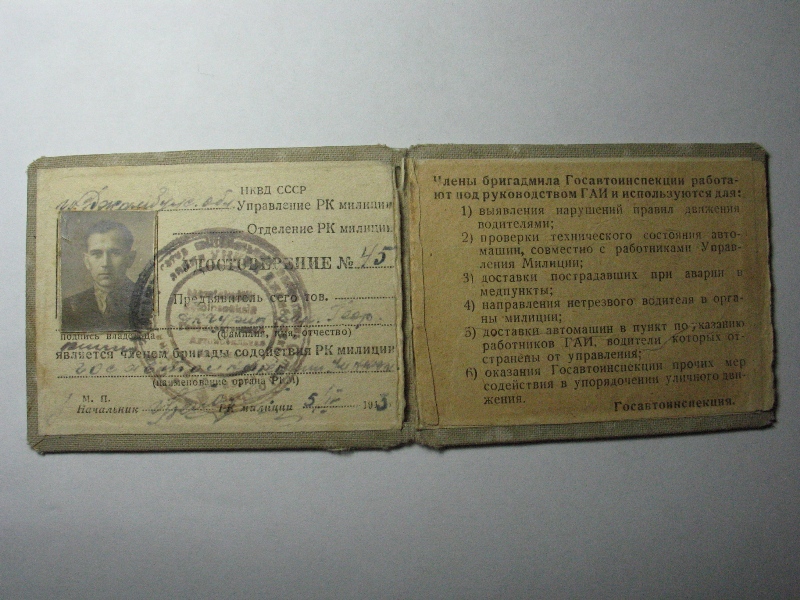 НКВД СССР
Управление РК милиции
Отделение РК милиции
УДОСТОВЕРЕНИЕ № 45
Предъявитель сего тов.
подпись владельца
(фамилия, имя, отчество)
является членом бригады содействия РК милиции
(наименование органа РКМ)
М. П.
Начальник РК милиции 5 1943
Члены бригадмила Госавтоинспекции работа-
ют под руководством ГАИ и используются для:
1) выявления нарушений правил движения
водителями;
2) проверки технического состояния авто-
машин, совместно с работниками Управ-
ления Милиции;
3) доставки пострадавших при аварии в
медпункты;
4) направления нетрезвого водителя в орга-
ны милиции;
5) доставки автомашин в пункт по указанию
работников ГАИ, водители которых от-
странены от управления;
6) оказания Госавтоинспекции прочих мер
содействия в упорядочении уличного дви-
жения.
Госавтоинспекция.